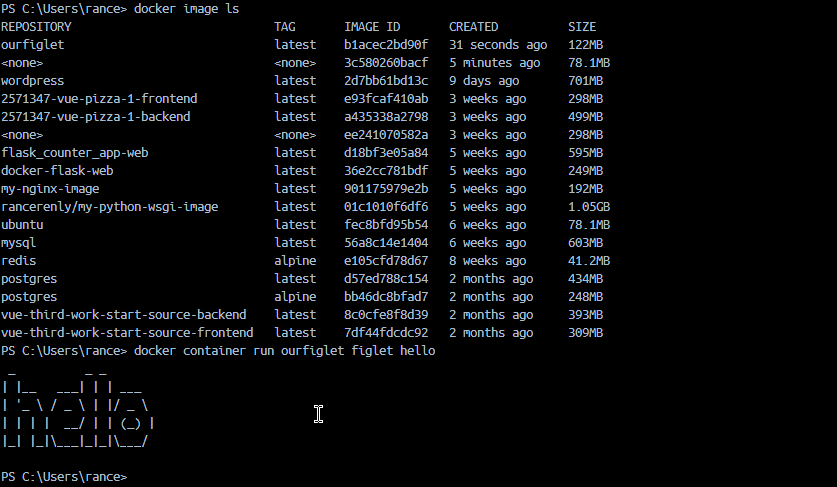 PS C:\Users\rance> docker image ls
REPOSITORY                           TAG       IMAGE ID       CREATED          SIZE
ourfiglet                            latest    b1acec2bd90f   31 seconds ago   122MB
<none>                               <none>    3c580260bacf   5 minutes ago    78.1MB
wordpress                            latest    2d7bb61bd13c   9 days ago       701MB
2571347-vue-pizza-1-frontend         latest    e93fcaf410ab   3 weeks ago      298MB
2571347-vue-pizza-1-backend          latest    a435338a2798   3 weeks ago      499MB
<none>                               <none>    ee241070582a   3 weeks ago      298MB
flask_counter_app-web                latest    d18bf3e05a84   5 weeks ago      595MB
docker-flask-web                     latest    36e2cc781bdf   5 weeks ago      249MB
my-nginx-image                       latest    901175979e2b   5 weeks ago      192MB
rancerenly/my-python-wsgi-image      latest    01c1010f6df6   5 weeks ago      1.05GB
ubuntu                               latest    fec8bfd95b54   6 weeks ago      78.1MB
mysql                                latest    56a8c14e1404   6 weeks ago      603MB
redis                                alpine    e105cfd78d67   8 weeks ago      41.2MB
postgres                             latest    d57ed788c154   2 months ago     434MB
postgres                             alpine    bb46dc8bfad7   2 months ago     248MB
vue-third-work-start-source-backend  latest    8c0cfe8f8d39   2 months ago     393MB
vue-third-work-start-source-frontend latest    7df44fdcdc92   2 months ago     309MB
PS C:\Users\rance> docker container run ourfiglet figlet hello
hello
PS C:\Users\rance>